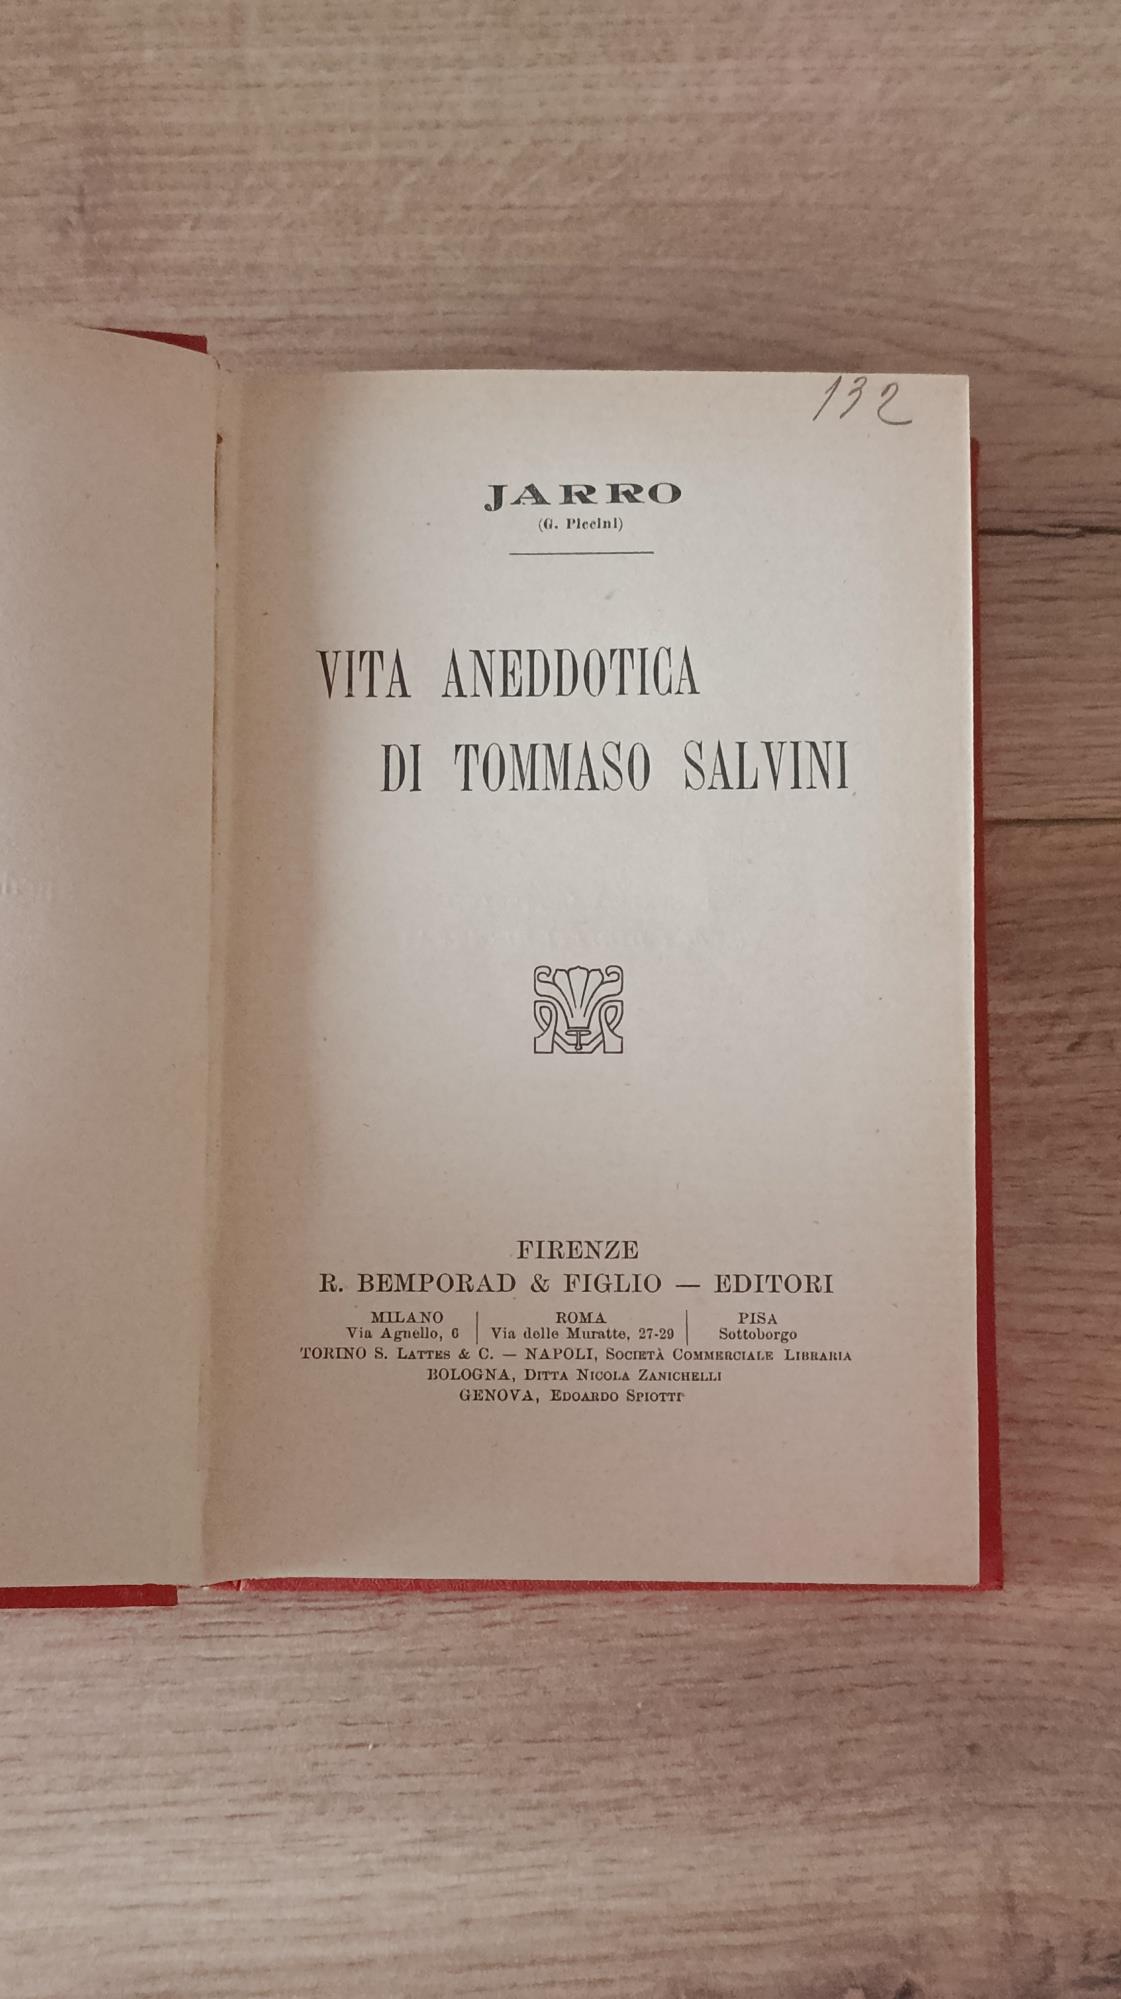 132
JARRO
(G. Piccini)
VITA ANEDDOTICA
DI TOMMASO SALVINI
FIRENZE
R. BEMPORAD & FIGLIO — EDITORI
MILANO | ROMA | PISA
Via Agnello, 6 | Via delle Muratte, 27-29 | Sottoborgo
TORINO S. LATTES & C. — NAPOLI, SOCIETÀ COMMERCIALE LIBRARIA
BOLOGNA, DITTA NICOLA ZANICHELLI
GENOVA, EDOARDO SPIOTTI